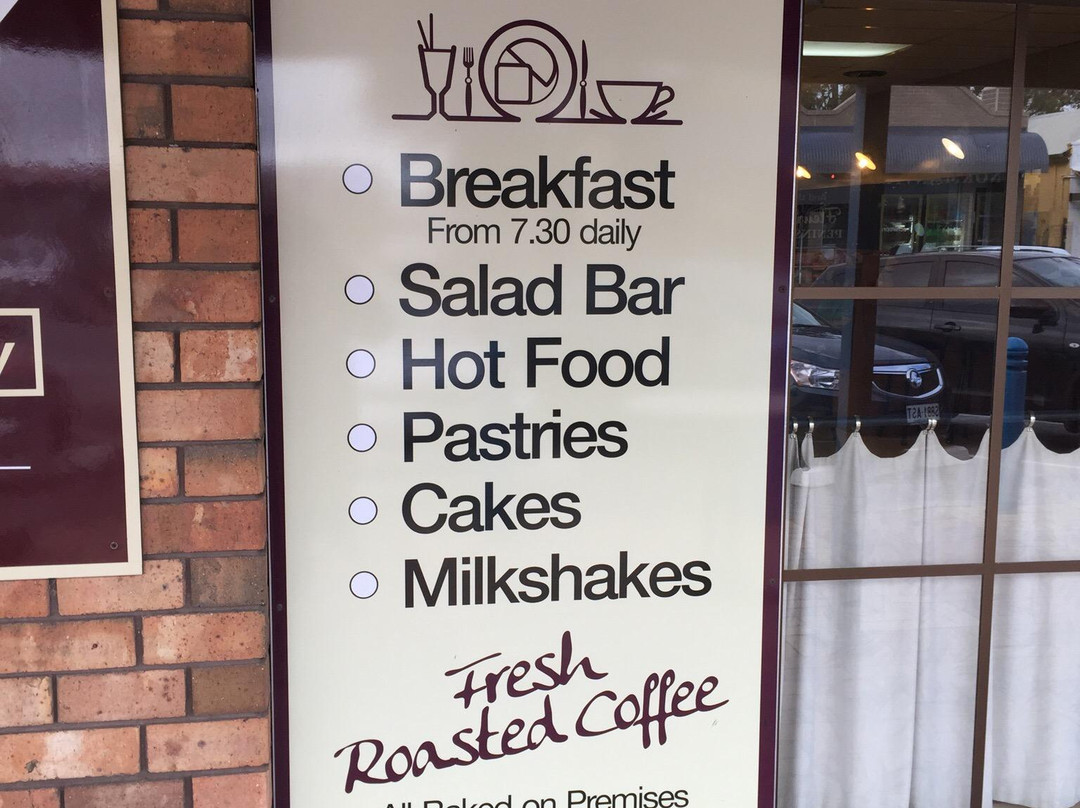 Breakfast
From 7.30 daily
Salad Bar
Hot Food
Pastries
Cakes
Milkshakes
Fresh
Roasted Coffee
All Baked on Premises
y